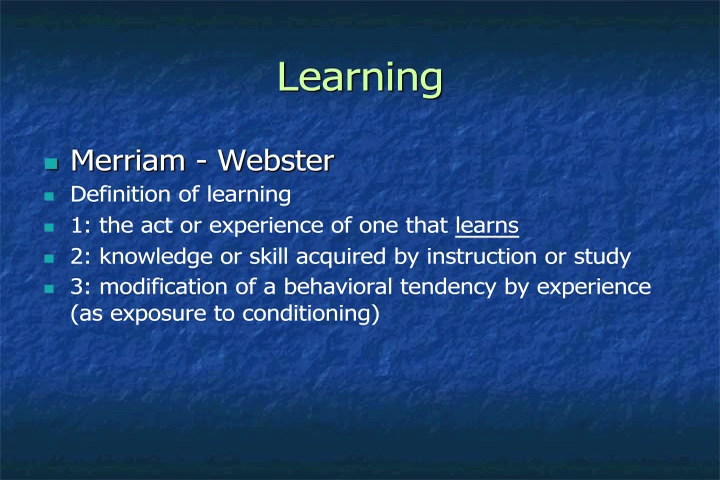 Learning
Merriam - Webster
Definition of learning
1: the act or experience of one that learns
2: knowledge or skill acquired by instruction or study
3: modification of a behavioral tendency by experience
(as exposure to conditioning)